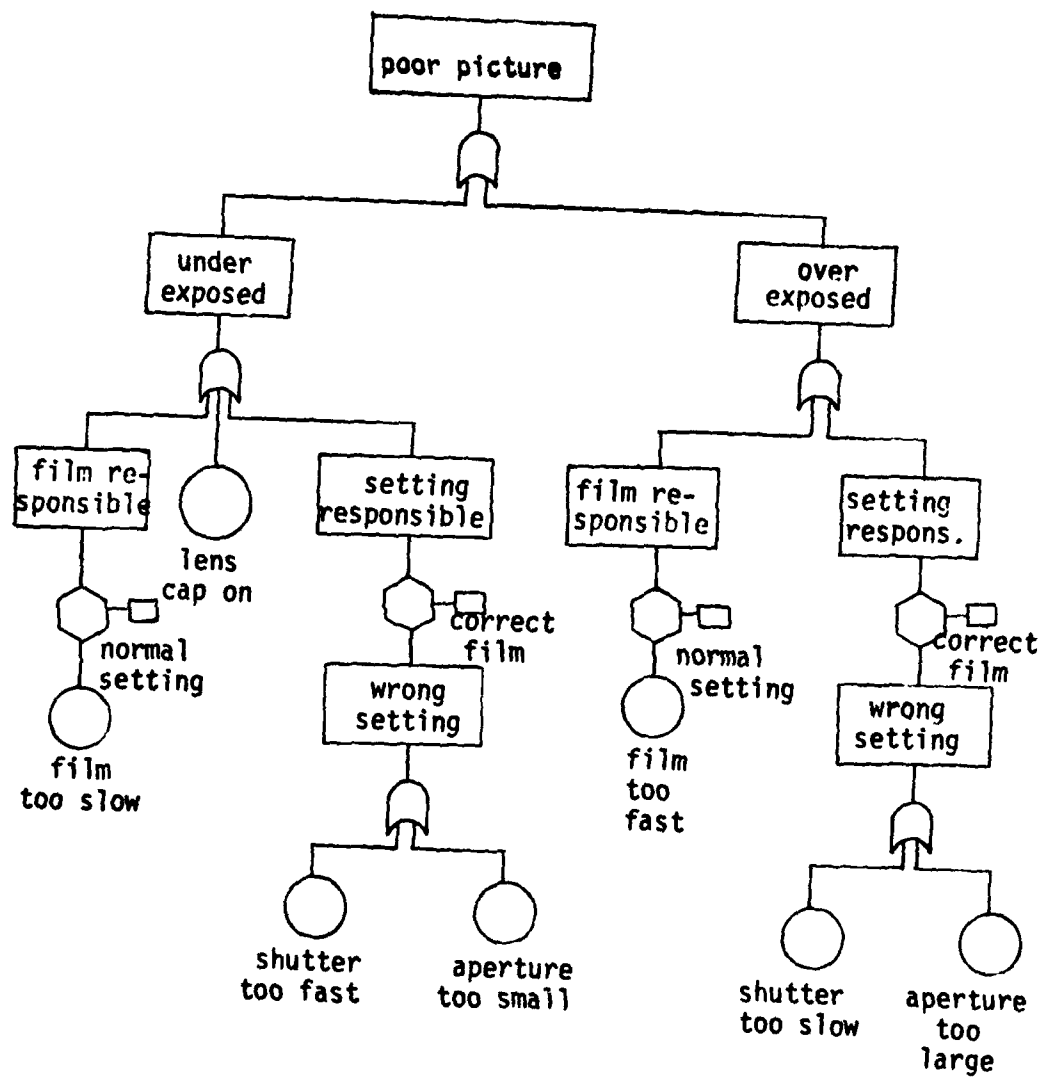 poor picture
under
exposed
over
exposed
film re-
sponsible
lens
cap on
setting
responsible
film re-
sponsible
setting
respons.
normal
setting
correct
film
normal
setting
correct
film
film
too slow
wrong
setting
film
too
fast
wrong
setting
shutter
too fast
aperture
too small
shutter
too slow
aperture
too
large